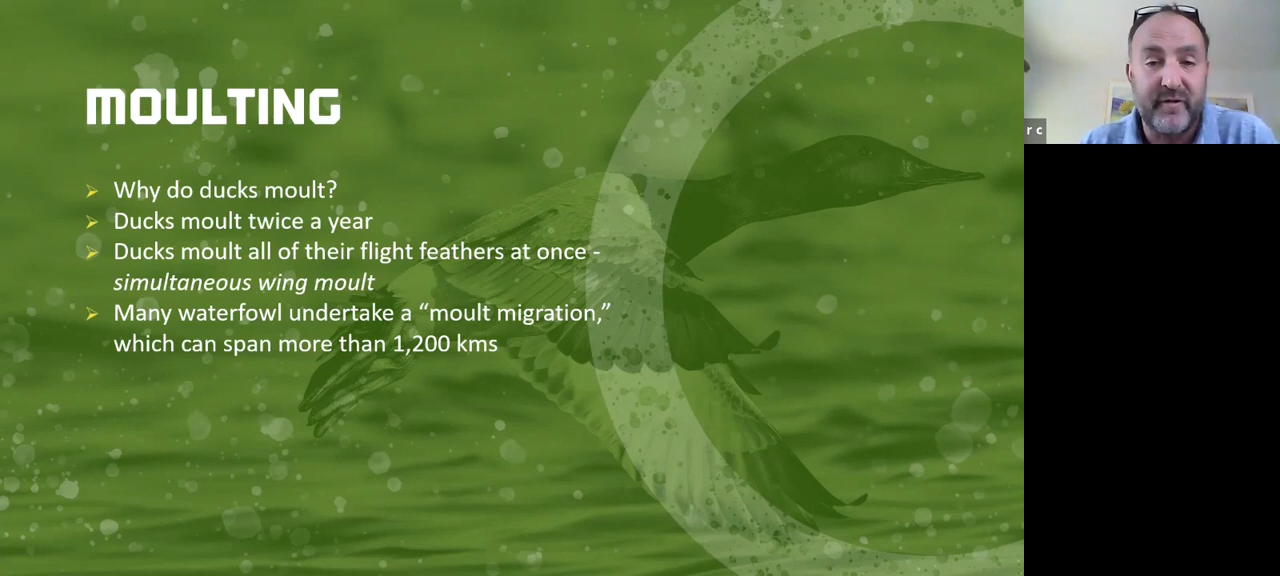 MOULTING
Why do ducks moult?
Ducks moult twice a year
Ducks moult all of their flight feathers at once -
simultaneous wing moult
Many waterfowl undertake a “moult migration,”
which can span more than 1,200 kms
r c